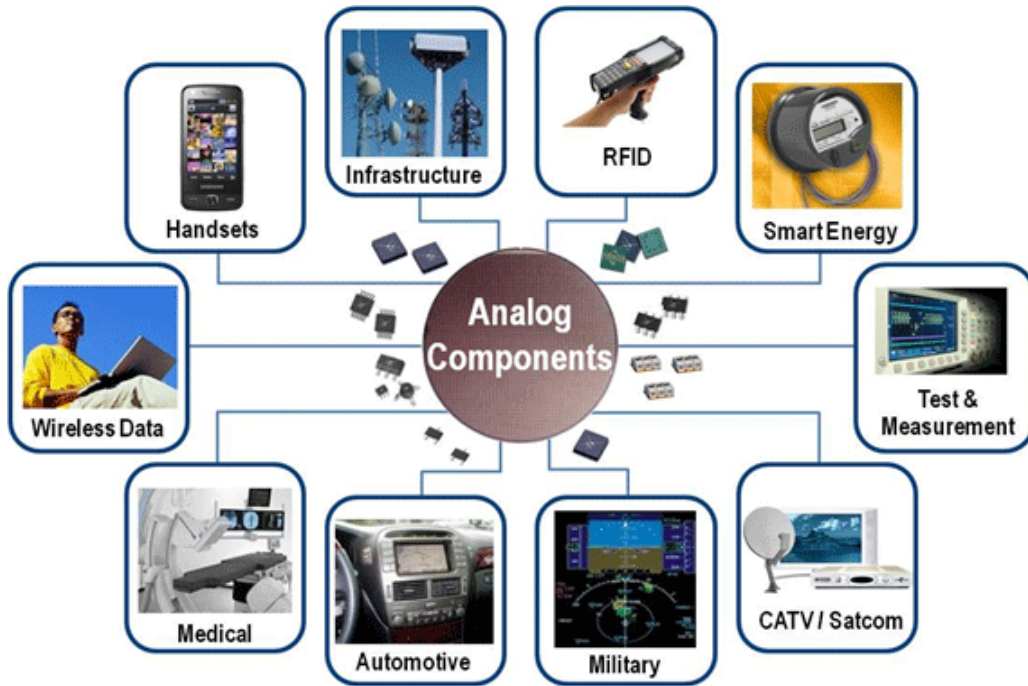 Infrastructure
RFID
Handsets
Smart Energy
Analog
Components
Wireless Data
Test &
Measurement
Medical
Automotive
Military
CATV / Satcom